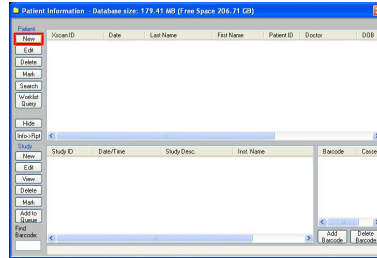 Patient Information - Database size: 179.41 MB (Free Space 206.71 GB)
Patient
New
Edit
Delete
Mark
Search
Worklist
Query
Hide
Info->Rpt
Xscan ID Date Last Name First Name Patient ID Doctor DOB
Study
New
Edit
View
Delete
Mark
Add to
Queue
Find
Barcode:
Study ID Date/Time Study Desc. Inst. Name
Barcode Casse
Add
Barcode
Delete
Barcode